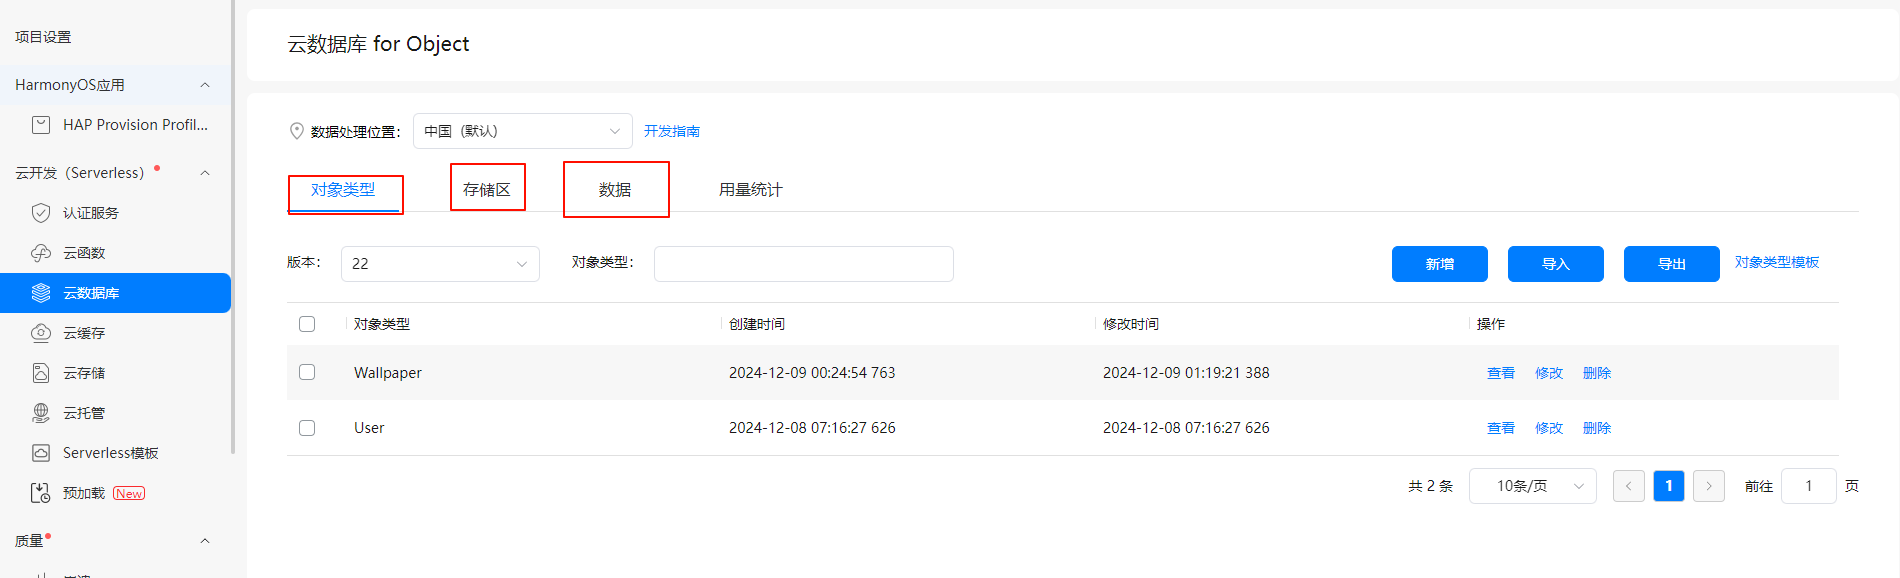 项目设置
HarmonyOS应用
HAP Provision Profil...
云开发（Serverless）
认证服务
云函数
云数据库
云缓存
云存储
云托管
Serverless模板
预加载 New
质量
云数据库 for Object
数据处理位置： 中国（默认） 开发指南
对象类型 存储区 数据 用量统计
版本： 22 对象类型： 新增 导入 导出 对象类型模板
对象类型 创建时间 修改时间 操作
Wallpaper 2024-12-09 00:24:54 763 2024-12-09 01:19:21 388 查看 修改 删除
User 2024-12-08 07:16:27 626 2024-12-08 07:16:27 626 查看 修改 删除
共 2 条 10条/页 < 1 > 前往 1 页